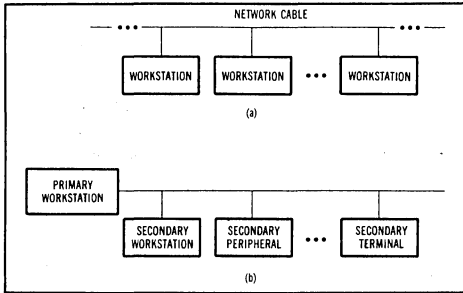 NETWORK CABLE
WORKSTATION
WORKSTATION
WORKSTATION
(a)
PRIMARY
WORKSTATION
SECONDARY
WORKSTATION
SECONDARY
PERIPHERAL
SECONDARY
TERMINAL
(b)